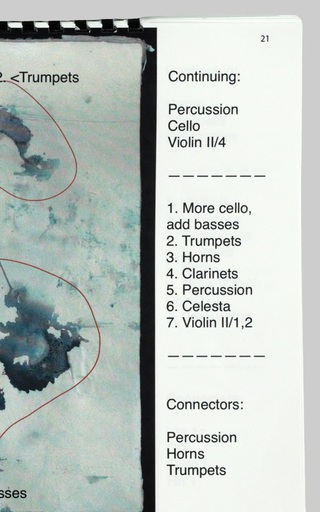 21
2. <Trumpets
Continuing:
Percussion
Cello
Violin II/4
1. More cello,
add basses
2. Trumpets
3. Horns
4. Clarinets
5. Percussion
6. Celesta
7. Violin II/1,2
Connectors:
Percussion
Horns
Trumpets